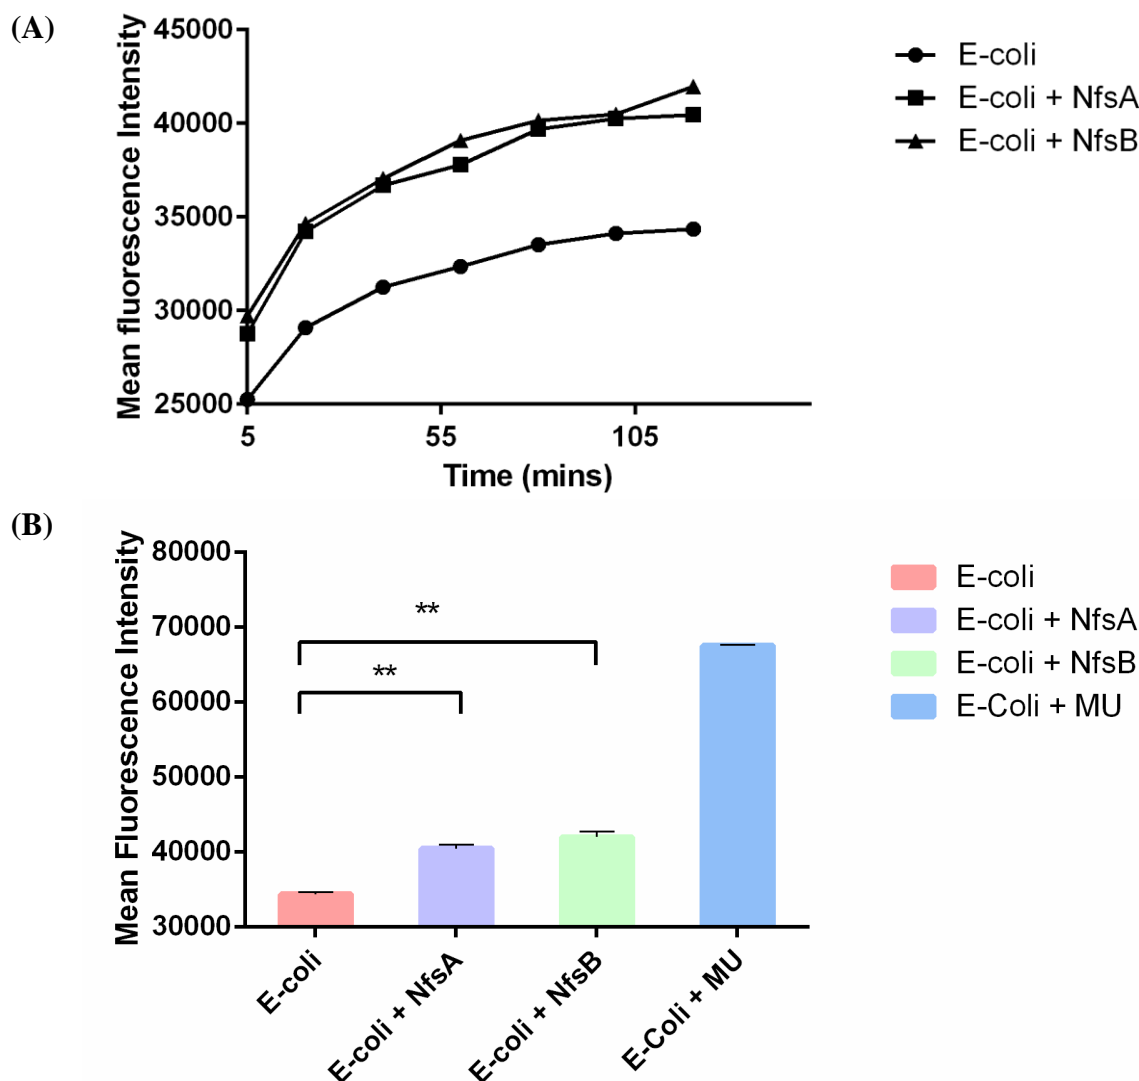 (A)
Mean fluorescence Intensity
45000
40000
35000
30000
25000
5
55
105
Time (mins)
E-coli
E-coli + NfsA
E-coli + NfsB
(B)
Mean Fluorescence Intensity
80000
70000
60000
50000
40000
30000
**
**
E-coli
E-coli + NfsA
E-coli + NfsB
E-Coli + MU
E-coli
E-coli + NfsA
E-coli + NfsB
E-Coli + MU